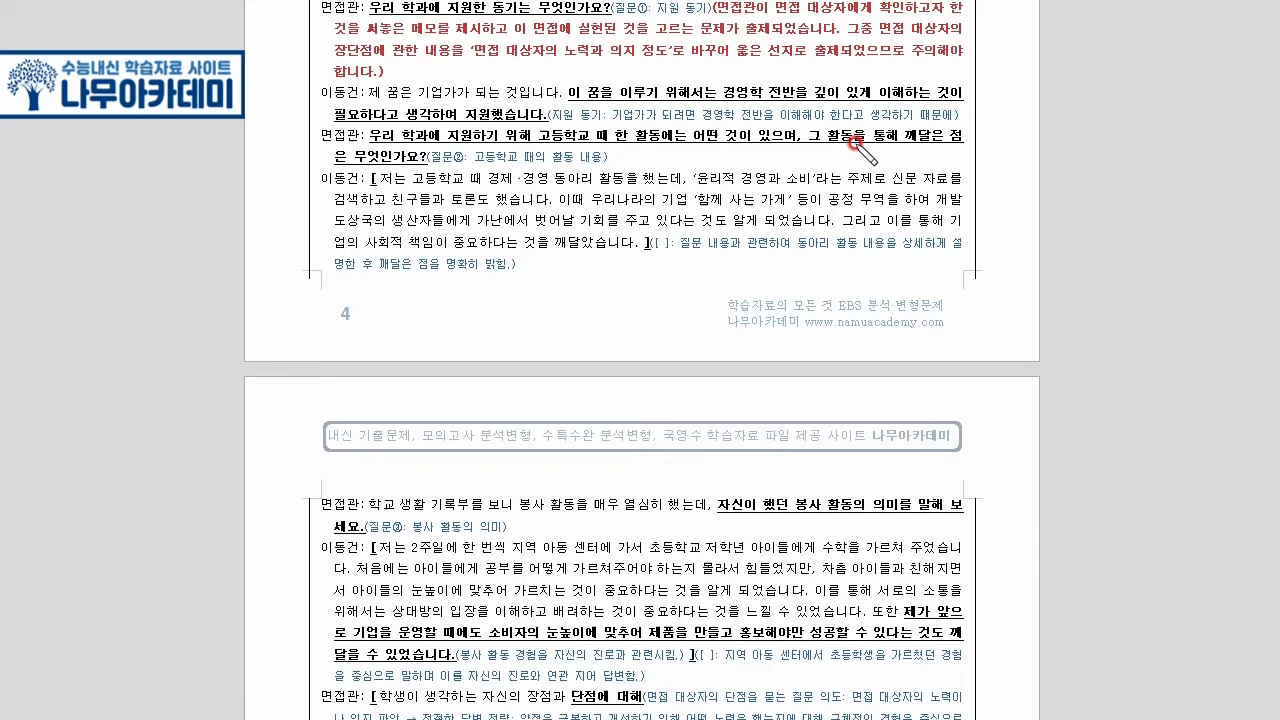 면접관: 우리 학과에 지원한 동기는 무엇인가요?(질문①: 지원 동기)(면접관이 면접 대상자에게 확인하고자 한
것을 써놓은 메모를 제시하고 이 면접에 실현된 것을 고르는 문제가 출제되었습니다. 그중 면접 대상자의
장단점에 관한 내용을 ‘면접 대상자의 노력과 의지 정도’로 바꾸어 옳은 선지로 출제되었으므로 주의해야
합니다.)
수능내신 학습자료 사이트
나무아카데미
이동건: 제 꿈은 기업가가 되는 것입니다. 이 꿈을 이루기 위해서는 경영학 전반을 깊이 있게 이해하는 것이
필요하다고 생각하여 지원했습니다.(지원 동기: 기업가가 되려면 경영학 전반을 이해해야 한다고 생각하기 때문에)
면접관: 우리 학과에 지원하기 위해 고등학교 때 한 활동에는 어떤 것이 있으며, 그 활동을 통해 깨달은 점
은 무엇인가요?(질문②: 고등학교 때의 활동 내용)
이동건: [저는 고등학교 때 경제·경영 동아리 활동을 했는데, ‘윤리적 경영과 소비’라는 주제로 신문 자료를
검색하고 친구들과 토론도 했습니다. 이때 우리나라의 기업 ‘함께 사는 가게’ 등이 공정 무역을 하여 개발
도상국의 생산자들에게 가난에서 벗어날 기회를 주고 있다는 것도 알게 되었습니다. 그리고 이를 통해 기
업의 사회적 책임이 중요하다는 것을 깨달았습니다. ]([ ]: 질문 내용과 관련하여 동아리 활동 내용을 상세하게 설
명한 후 깨달은 점을 명확히 밝힘.)
4
학습자료의 모든 것 EBS 분석·변형문제
나무아카데미 www.namuacademy.com
내신 기출문제, 모의고사 분석변형, 수특수완 분석변형, 국영수 학습자료 파일 제공 사이트 나무아카데미
면접관: 학교 생활 기록부를 보니 봉사 활동을 매우 열심히 했는데, 자신이 했던 봉사 활동의 의미를 말해 보
세요.(질문③: 봉사 활동의 의미)
이동건: [저는 2주일에 한 번씩 지역 아동 센터에 가서 초등학교 저학년 아이들에게 수학을 가르쳐 주었습니
다. 처음에는 아이들에게 공부를 어떻게 가르쳐주어야 하는지 몰라서 힘들었지만, 차츰 아이들과 친해지면
서 아이들의 눈높이에 맞추어 가르치는 것이 중요하다는 것을 알게 되었습니다. 이를 통해 서로의 소통을
위해서는 상대방의 입장을 이해하고 배려하는 것이 중요하다는 것을 느낄 수 있었습니다. 또한 제가 앞으
로 기업을 운영할 때에도 소비자의 눈높이에 맞추어 제품을 만들고 홍보해야만 성공할 수 있다는 것도 깨
달을 수 있었습니다.(봉사 활동 경험을 자신의 진로와 관련시킴.) ]([ ]: 지역 아동 센터에서 초등학생을 가르쳤던 경험
을 중심으로 말하며 이를 자신의 진로와 연관 지어 답변함.)
면접관: [학생이 생각하는 자신의 장점과 단점에 대해(면접 대상자의 단점을 묻는 질문 의도: 면접 대상자의 노력이
나 의지 파악 → 적절한 답변 전략: 약점을 극복하고 개선하기 위해 어떤 노력을 했는지에 대해 구체적인 경험을 중심으로